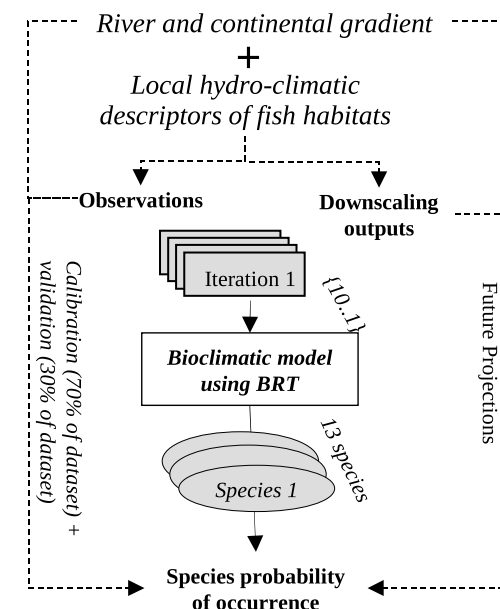 River and continental gradient
+
Local hydro-climatic
descriptors of fish habitats
Observations
Downscaling
outputs
Iteration 1
{10..1}
Bioclimatic model
using BRT
13 species
Species 1
Calibration (70% of dataset) +
validation (30% of dataset)
Future Projections
Species probability
of occurrence